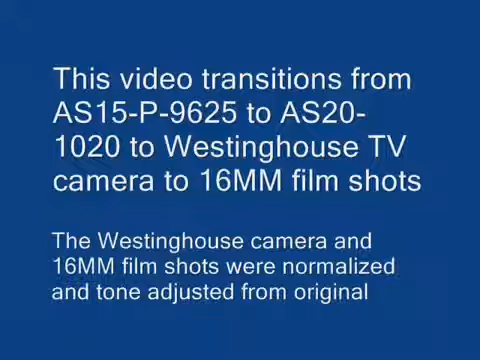 This video transitions from
AS15-P-9625 to AS20-
1020 to Westinghouse TV
camera to 16MM film shots
The Westinghouse camera and
16MM film shots were normalized
and tone adjusted from original